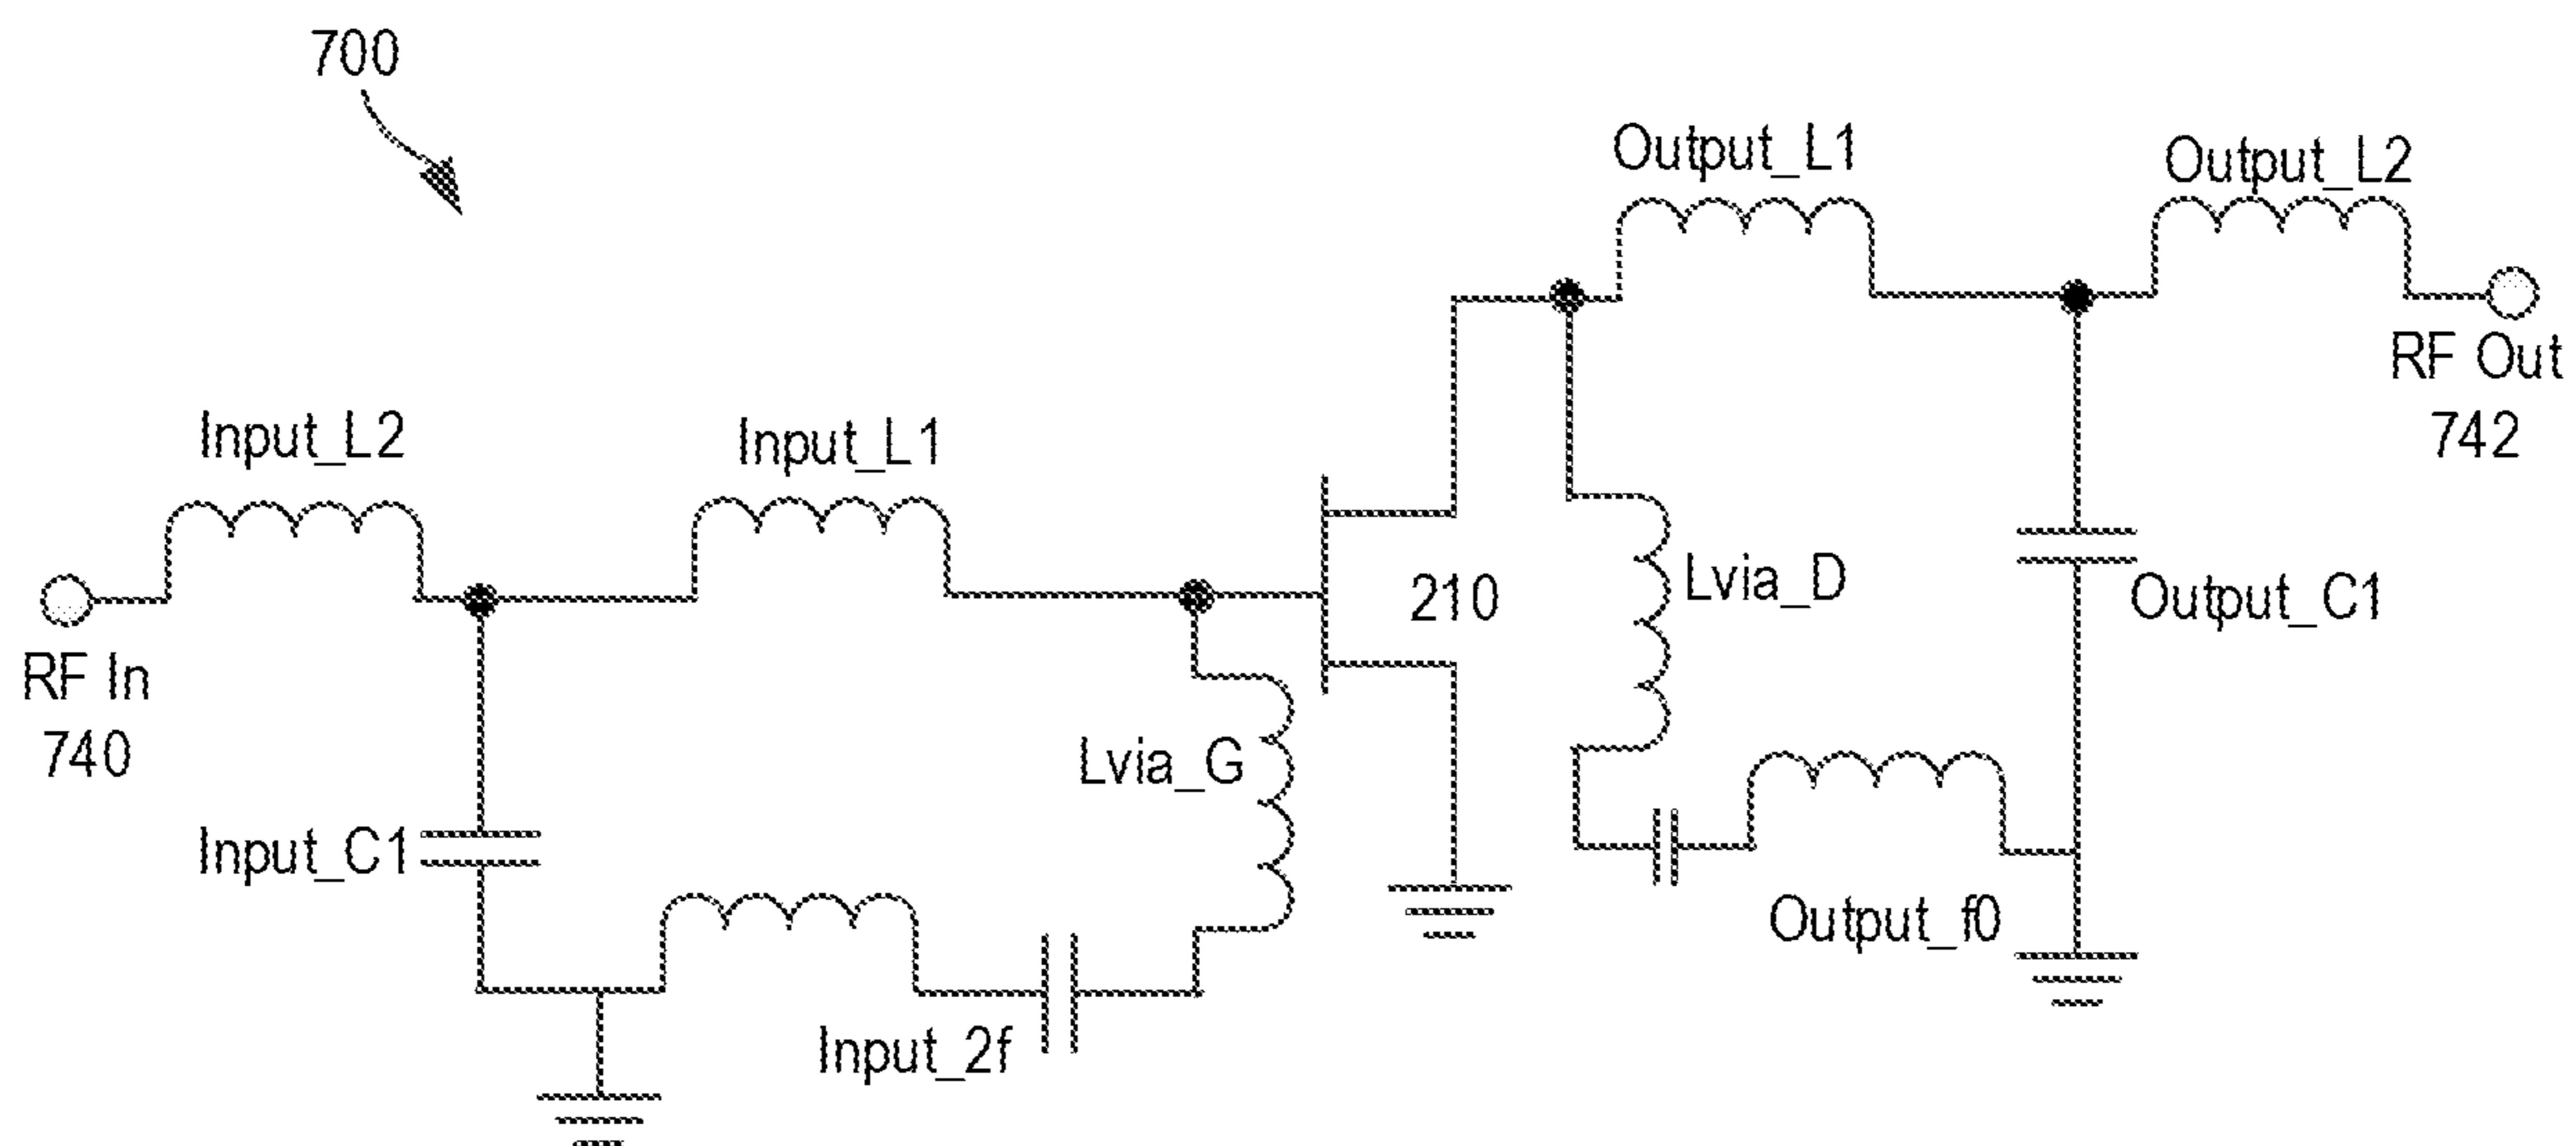 700
Output_L1
Output_L2
RF Out
742
Input_L2
Input_L1
210
Lvia_D
Output_C1
RF In
740
Lvia_G
Input_C1
Output_f0
Input_2f